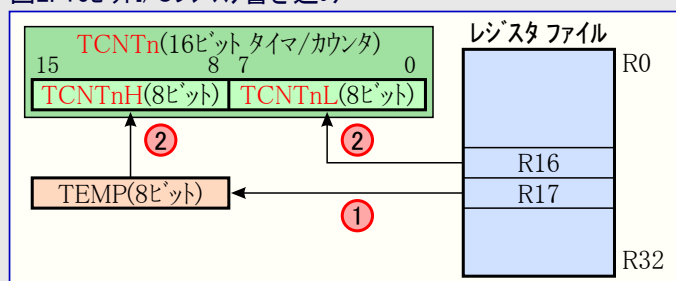 TCNTn(16ビット タイマ/カウンタ)
15 8 7 0
TCNTnH(8ビット) TCNTnL(8ビット)
② ②
TEMP(8ビット)
①
レジスタ ファイル
R0
R16
R17
R32